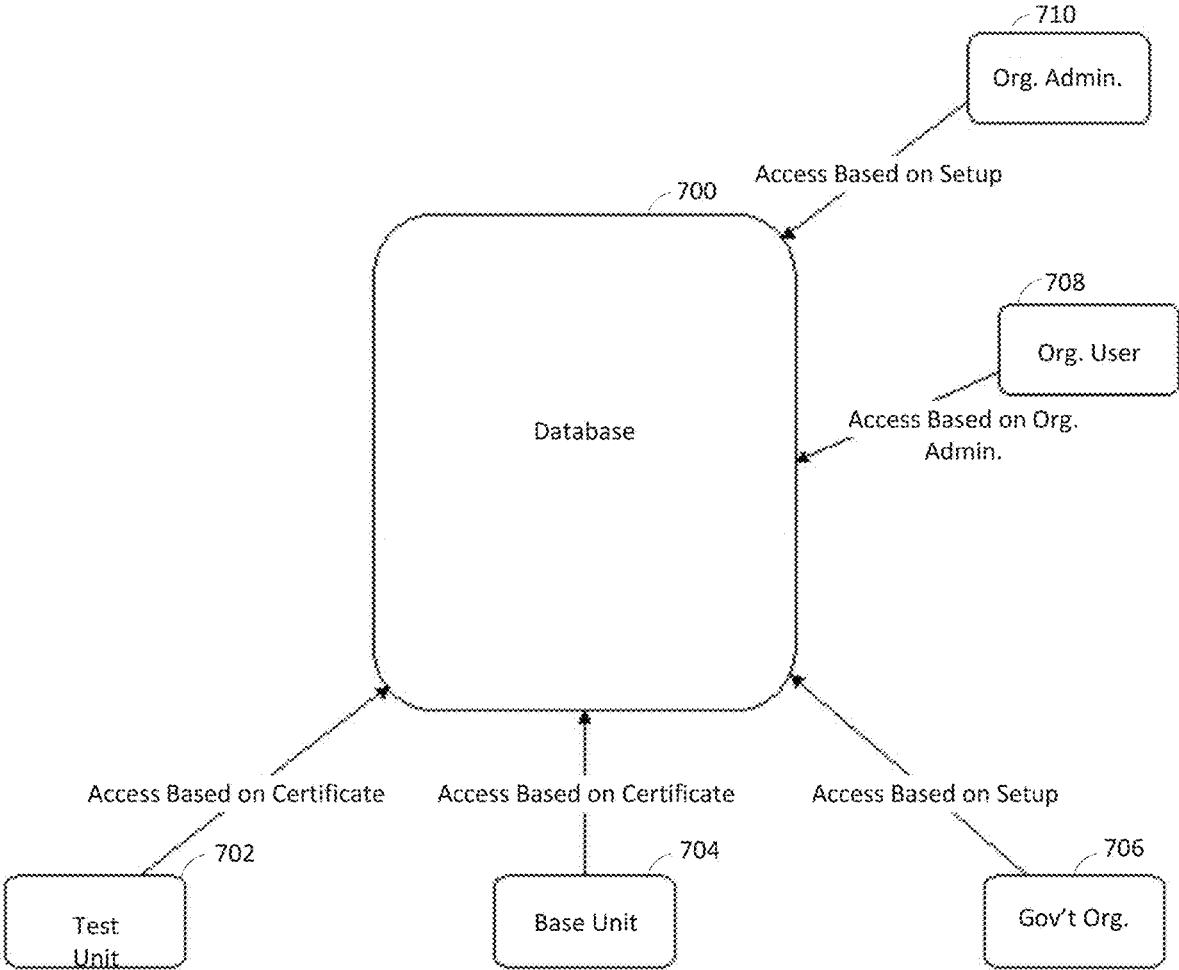 710
Org. Admin.
Access Based on Setup
700
708
Org. User
Access Based on Org.
Admin.
Database
Access Based on Certificate
Access Based on Certificate
Access Based on Setup
702
704
706
Test
Unit
Base Unit
Gov't Org.